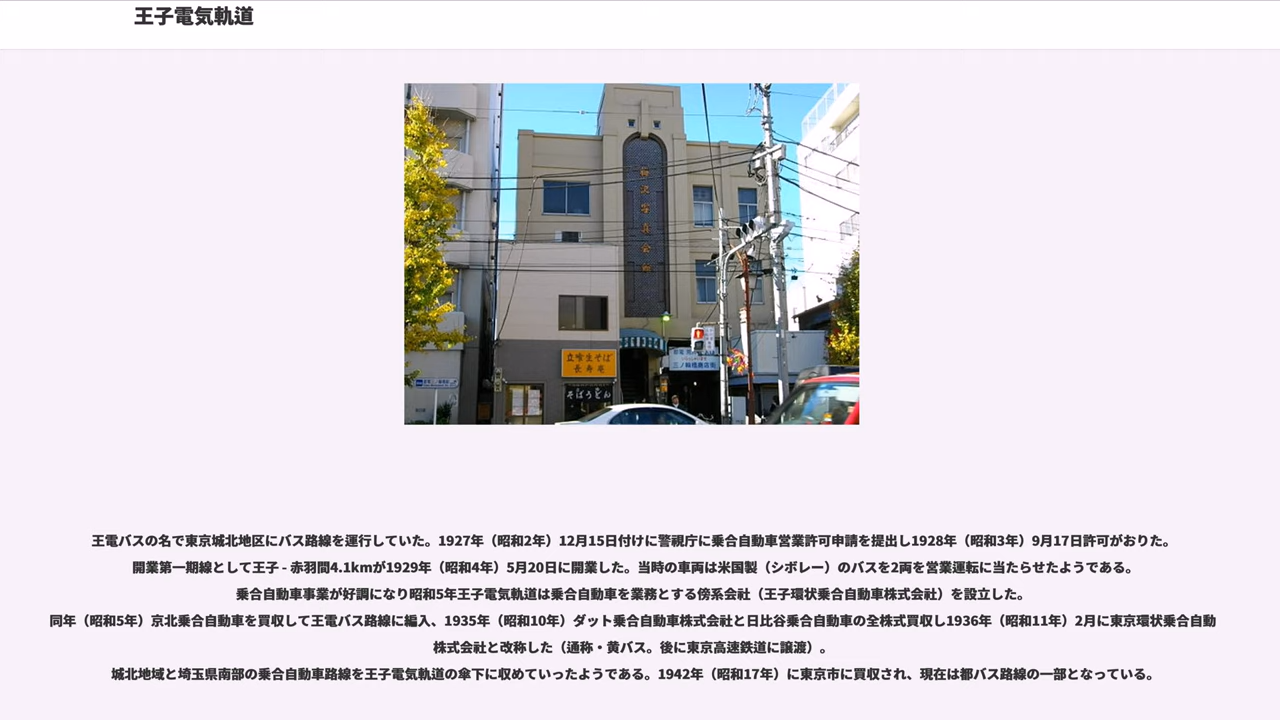 王子電気軌道
梅沢写真会館
立喰生そば
長寿庵
そばうどん
三ノ輪橋商店街
王電バスの名で東京城北地区にバス路線を運行していた。1927年（昭和2年）12月15日付けに警視庁に乗合自動車営業許可申請を提出し1928年（昭和3年）9月17日許可がおりた。
開業第一期線として王子 - 赤羽間4.1kmが1929年（昭和4年）5月20日に開業した。当時の車両は米国製（シボレー）のバスを2両を営業運転に当たらせたようである。
乗合自動車事業が好調になり昭和5年王子電気軌道は乗合自動車を業務とする傍系会社（王子環状乗合自動車株式会社）を設立した。
同年（昭和5年）京北乗合自動車を買収して王電バス路線に編入、1935年（昭和10年）ダット乗合自動車株式会社と日比谷乗合自動車の全株式買収し1936年（昭和11年）2月に東京環状乗合自動
株式会社と改称した（通称・黄バス。後に東京高速鉄道に譲渡）。
城北地域と埼玉県南部の乗合自動車路線を王子電気軌道の傘下に収めていったようである。1942年（昭和17年）に東京市に買収され、現在は都バス路線の一部となっている。